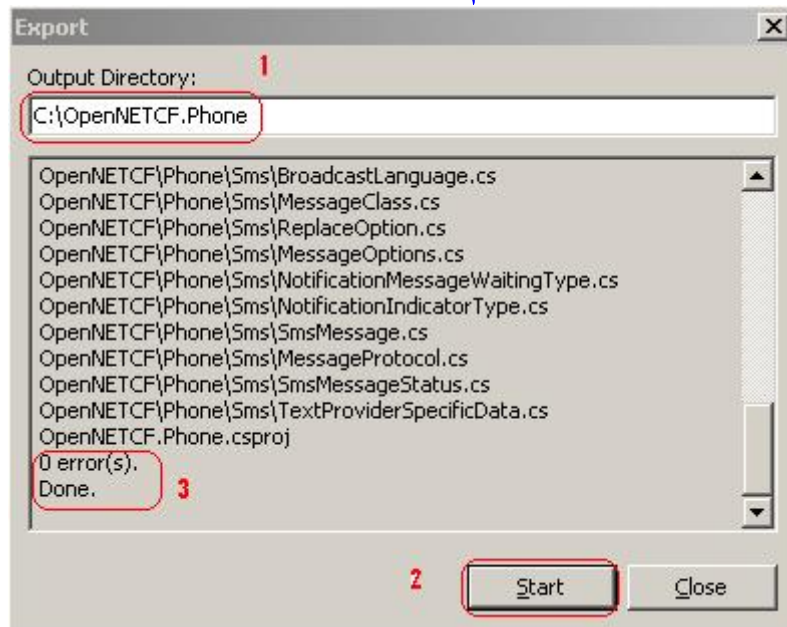 Export
Output Directory:
1
C:\OpenNETCF.Phone
OpenNETCF\Phone\Sms\BroadcastLanguage.cs
OpenNETCF\Phone\Sms\MessageClass.cs
OpenNETCF\Phone\Sms\ReplaceOption.cs
OpenNETCF\Phone\Sms\MessageOptions.cs
OpenNETCF\Phone\Sms\NotificationMessageWaitingType.cs
OpenNETCF\Phone\Sms\NotificationIndicatorType.cs
OpenNETCF\Phone\Sms\SmsMessage.cs
OpenNETCF\Phone\Sms\MessageProtocol.cs
OpenNETCF\Phone\Sms\SmsMessageStatus.cs
OpenNETCF\Phone\Sms\TextProviderSpecificData.cs
OpenNETCF.Phone.csproj
0 error(s).
Done.
3
2
Start
Close